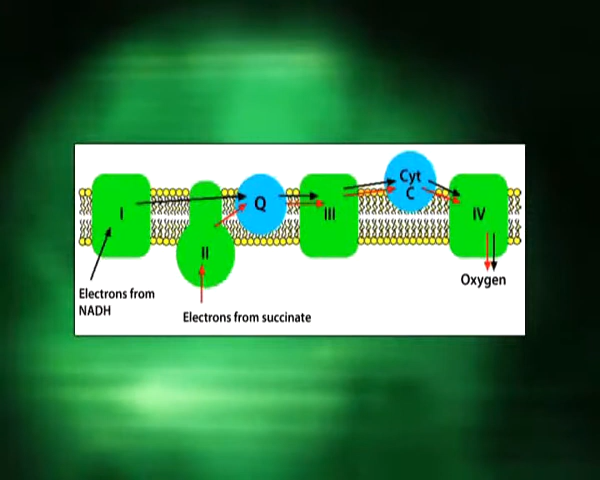 I
II
Q
III
Cyt
C
IV
Electrons from
NADH
Electrons from succinate
Oxygen